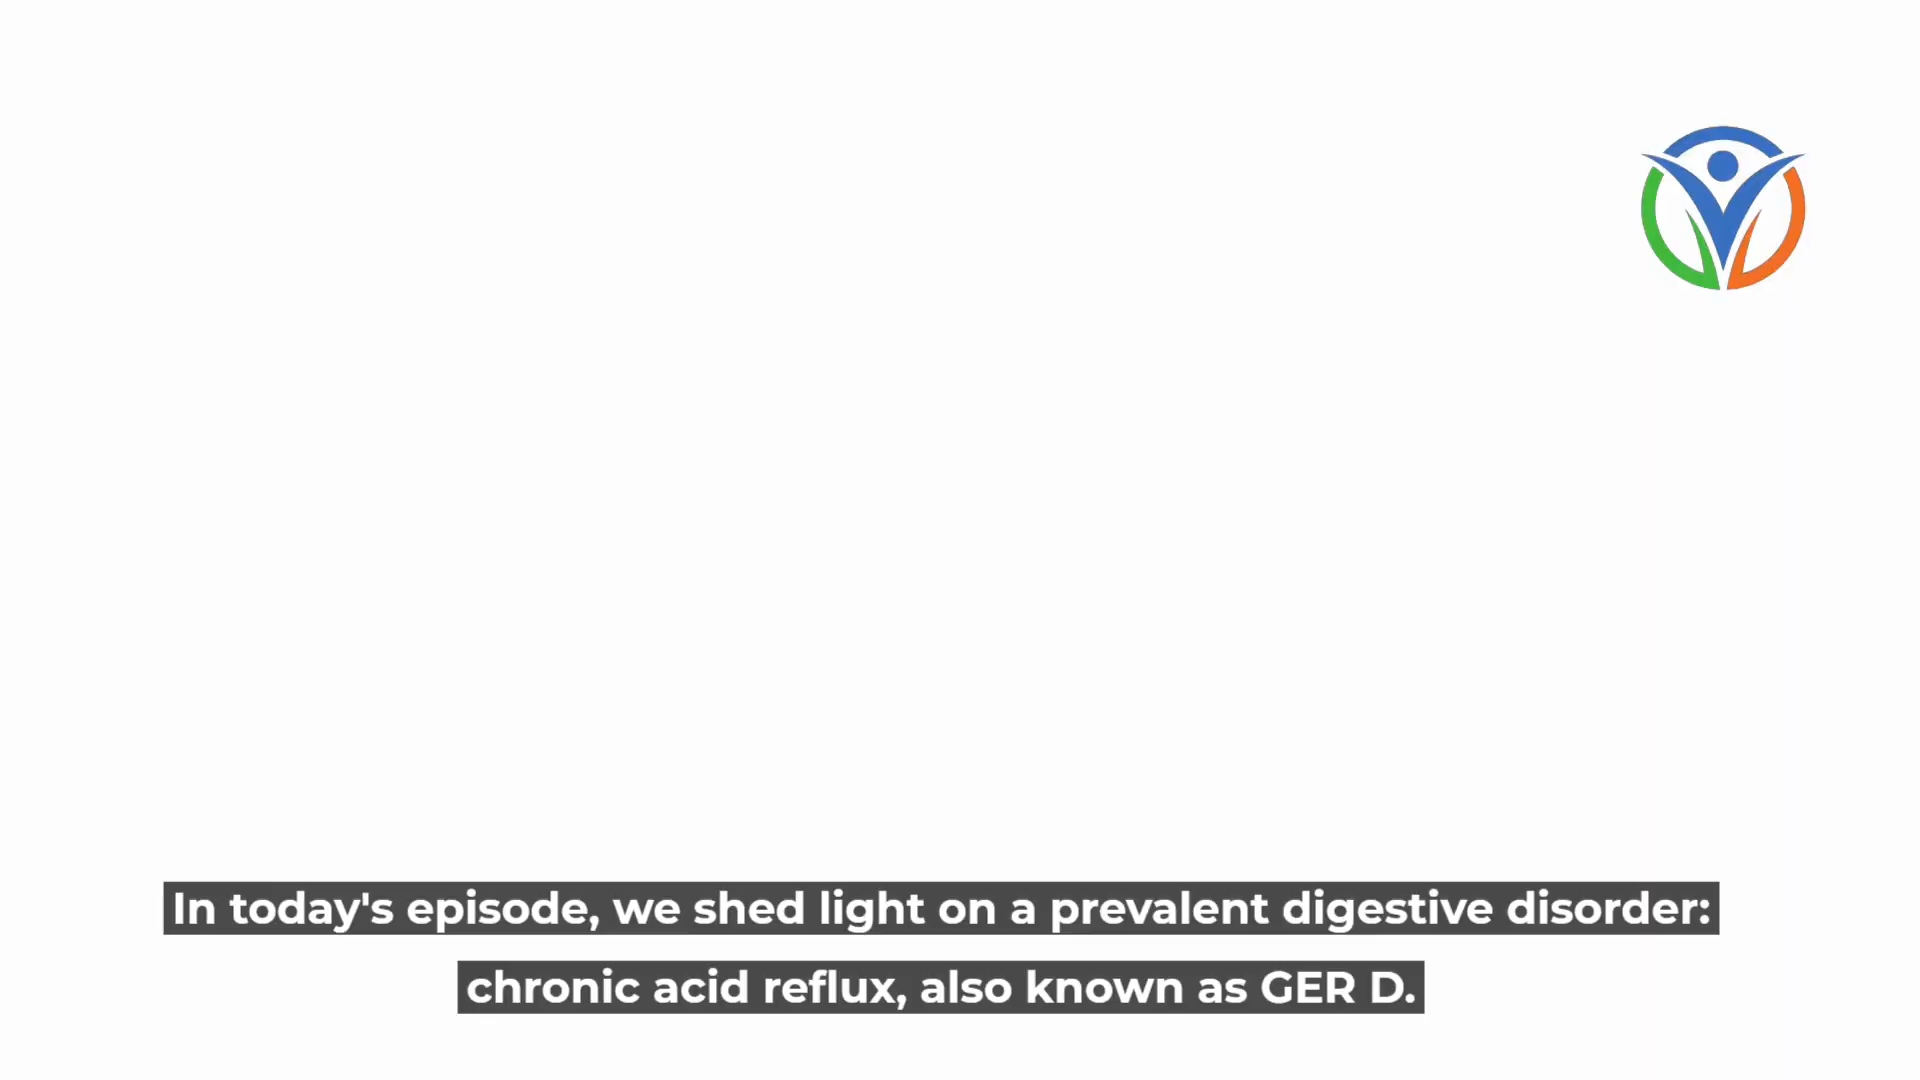 In today's episode, we shed light on a prevalent digestive disorder:
chronic acid reflux, also known as GER D.